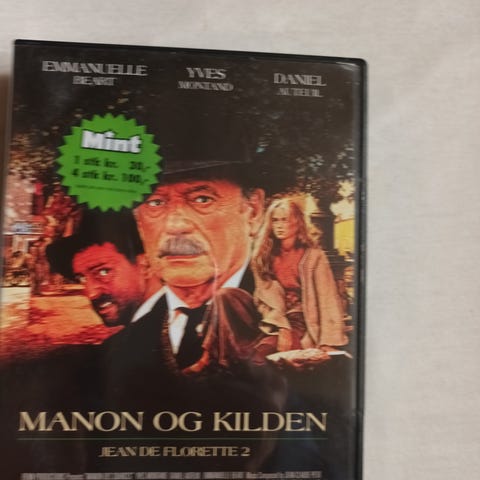 EMMANUELLE BEART
YVES MONTAND
DANIEL AUTEUIL
Mint
1 stk kr. 30,-
4 stk kr. 100,-
MANON OG KILDEN
JEAN DE FLORETTE 2